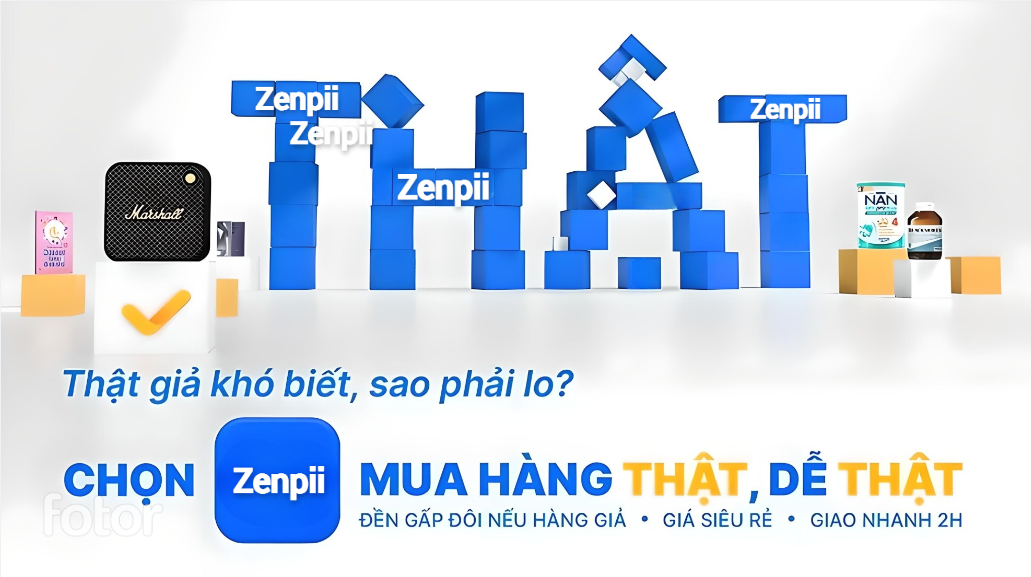 THẬT
Zenpii
Zenpii
Zenpii
Zenpii
Marshall
NAN
4
Thật giả khó biết, sao phải lo?
CHỌN Zenpii MUA HÀNG THẬT, DỄ THẬT
ĐỀN GẤP ĐÔI NẾU HÀNG GIẢ • GIÁ SIÊU RẺ • GIAO NHANH 2H
fotor